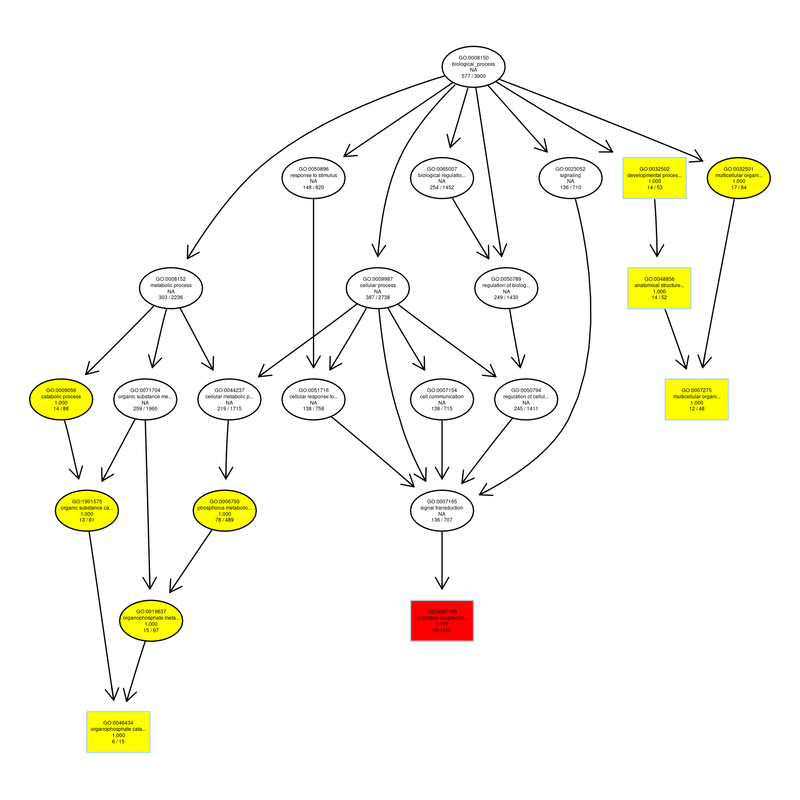 GO:0008150
biological_process
NA
577 / 3900
GO:0050896
response to stimulus
NA
148 / 820
GO:0065007
biological regulatio...
NA
254 / 1452
GO:0023052
signaling
NA
136 / 710
GO:0032502
developmental proces...
1.000
14 / 53
GO:0032501
multicellular organi...
1.000
17 / 84
GO:0008152
metabolic process
NA
303 / 2236
GO:0009987
cellular process
NA
387 / 2738
GO:0050789
regulation of biolog...
NA
249 / 1430
GO:0048856
anatomical structure...
1.000
14 / 52
GO:0009056
catabolic process
1.000
14 / 88
GO:0071704
organic substance me...
NA
259 / 1960
GO:0044237
cellular metabolic p...
NA
219 / 1715
GO:0051716
cellular response to...
NA
138 / 758
GO:0007154
cell communication
NA
138 / 715
GO:0050794
regulation of cellul...
NA
245 / 1411
GO:0007275
multicellular organi...
1.000
12 / 48
GO:1901575
organic substance ca...
1.000
13 / 81
GO:0006793
phosphorus metabolic...
1.000
78 / 489
GO:0007165
signal transduction
NA
136 / 707
GO:0019637
organophosphate meta...
1.000
15 / 97
GO:0007186
G-protein coupled re...
0.127
GO:0046434
organophosphate cata...
1.000
6 / 15